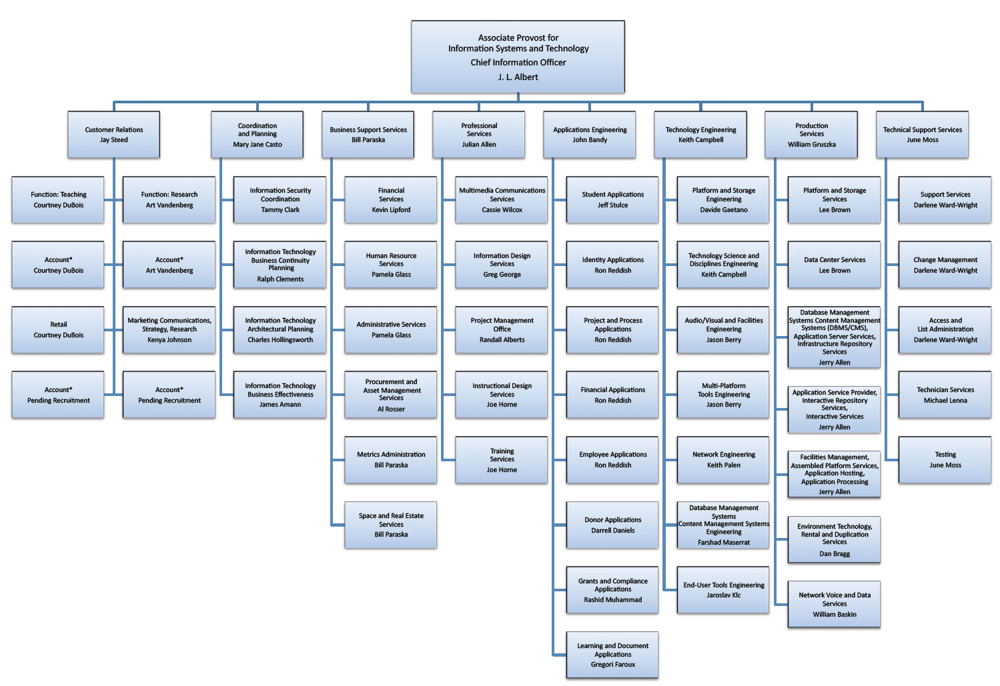 Associate Provost for
Information Systems and Technology
Chief Information Officer
J. L. Albert
Customer Relations
Jay Steed
Coordination
and Planning
Mary Jane Casto
Business Support Services
Bill Paraska
Professional
Services
Julian Allen
Applications Engineering
John Bandy
Technology Engineering
Keith Campbell
Production
Services
William Gruszka
Technical Support Services
June Moss
Function: Teaching
Courtney DuBois
Account*
Courtney DuBois
Retail
Courtney DuBois
Account*
Pending Recruitment
Function: Research
Art Vandenberg
Account*
Art Vandenberg
Marketing Communications,
Strategy, Research
Kenya Johnson
Account*
Pending Recruitment
Information Security
Coordination
Tammy Clark
Information Technology
Business Continuity
Planning
Ralph Clements
Information Technology
Architectural Planning
Charles Hollingsworth
Information Technology
Business Effectiveness
James Amann
Financial
Services
Kevin Lipford
Human Resource
Services
Pamela Glass
Administrative Services
Pamela Glass
Procurement and
Asset Management
Services
Al Rosser
Metrics Administration
Bill Paraska
Space and Real Estate
Services
Bill Paraska
Multimedia Communications
Services
Cassie Wilcox
Information Design
Services
Greg George
Project Management
Office
Randall Alberts
Instructional Design
Services
Joe Horne
Training
Services
Joe Horne
Student Applications
Jeff Stulce
Identity Applications
Ron Reddish
Project and Process
Applications
Ron Reddish
Financial Applications
Ron Reddish
Employee Applications
Ron Reddish
Donor Applications
Darrell Daniels
Grants and Compliance
Applications
Rashid Muhammad
Learning and Document
Applications
Gregori Faroux
Platform and Storage
Engineering
Davide Gaetano
Technology Science and
Disciplines Engineering
Keith Campbell
Audio/Visual and Facilities
Engineering
Jason Berry
Multi-Platform
Tools Engineering
Jason Berry
Network Engineering
Keith Palen
Database Management
Systems
Content Management Systems
Engineering
Farshad Maserrat
End-User Tools Engineering
Jaroslav Klc
Platform and Storage
Services
Lee Brown
Data Center Services
Lee Brown
Database Management
Systems Content Management
Systems (DBMS/CMS),
Application Server Services,
Infrastructure Repository
Services
Jerry Allen
Application Service Provider,
Interactive Repository
Services,
Interactive Services
Jerry Allen
Facilities Management,
Assembled Platform Services,
Application Hosting,
Application Processing
Jerry Allen
Environment Technology,
Rental and Duplication
Services
Dan Bragg
Network Voice and Data
Services
William Baskin
Support Services
Darlene Ward-Wright
Change Management
Darlene Ward-Wright
Access and
List Administration
Darlene Ward-Wright
Technician Services
Michael Lenna
Testing
June Moss